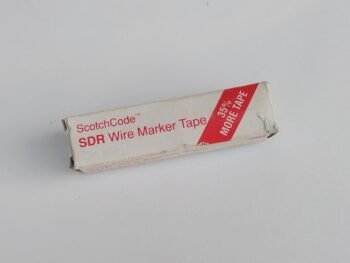 ScotchCode™
SDR Wire Marker Tape
35%
MORE TAPE